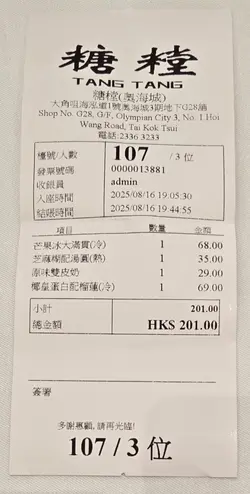 糖樘
TANG TANG
糖樘(奧海城)
大角咀海泓道1號奧海城3期地下G28舖
Shop No. G28, G/F, Olympian City 3, No. 1 Hoi
Wang Road, Tai Kok Tsui
電話:2336 3233
檯號/人數 107 / 3 位
發票號碼 0000013881
收銀員 admin
入座時間 2025/08/16 19:05:30
結賬時間 2025/08/16 19:44:55
項目 數量 金額
芒果冰大滿貫(冷) 1 68.00
芝麻糊配湯圓(熱) 1 35.00
原味雙皮奶 1 29.00
椰皇蛋白配榴蓮(冷) 1 69.00
小計 201.00
總金額 HK$ 201.00
簽署
多謝惠顧,請再光臨!
107 / 3 位